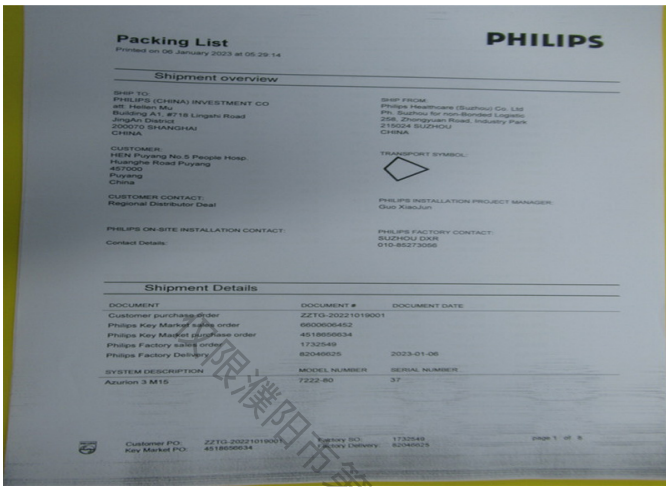 Packing List
Printed on 06 January 2023 at 05:29:14
PHILIPS
Shipment overview
SHIP TO:
PHILIPS (CHINA) INVESTMENT CO
att: Hellen Mu
Building A1, #718 Lingshi Road
JingAn District
200070 SHANGHAI
CHINA
SHIP FROM:
Philips Healthcare (Suzhou) Co. Ltd
Ph. Suzhou for non-Bonded Logistic
258, Zhongyuan Road, Industry Park
215024 SUZHOU
CHINA
CUSTOMER:
HEN Puyang No.5 People Hosp.
Huanghe Road Puyang
457000
Puyang
China
TRANSPORT SYMBOL:
CUSTOMER CONTACT:
Regional Distributor Deal
PHILIPS INSTALLATION PROJECT MANAGER:
Guo XiaoJun
PHILIPS ON-SITE INSTALLATION CONTACT:
Contact Details:
PHILIPS FACTORY CONTACT:
SUZHOU DXR
010-85273056
Shipment Details
DOCUMENT DOCUMENT # DOCUMENT DATE
Customer purchase order ZZTG-20221019001
Philips Key Market sales order 6600606452
Philips Key Market purchase order 4518656634
Philips Factory sales order 1732549
Philips Factory Delivery 82046625 2023-01-06
SYSTEM DESCRIPTION MODEL NUMBER SERIAL NUMBER
Azurion 3 M15 7222-80 37
Customer PO: ZZTG-20221019001 Factory SO: 1732549 page 1 of 5
Key Market PO: 4518656634 Factory Delivery: 82046625
仅限濮阳市第